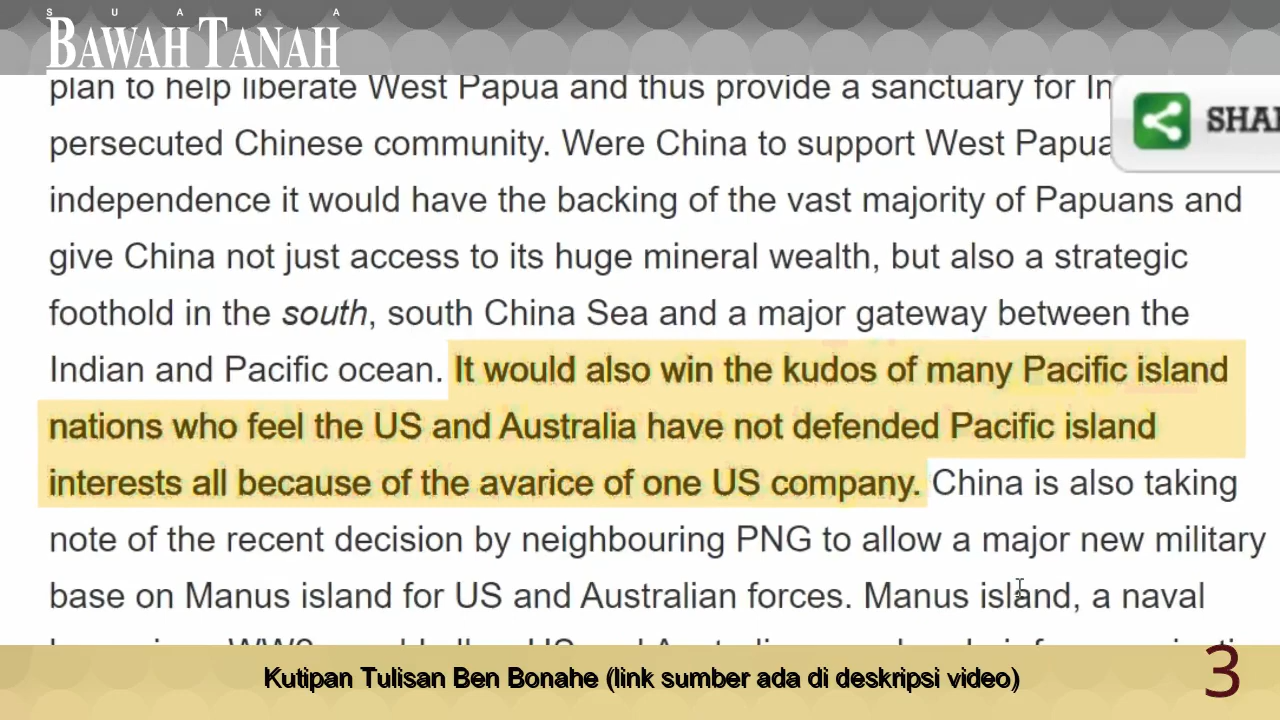 SUARA
BAWAH TANAH
plan to help liberate West Papua and thus provide a sanctuary for
persecuted Chinese community. Were China to support West Papua
SHA
independence it would have the backing of the vast majority of Papuans and
give China not just access to its huge mineral wealth, but also a strategic
foothold in the south, south China Sea and a major gateway between the
Indian and Pacific ocean. It would also win the kudos of many Pacific island
nations who feel the US and Australia have not defended Pacific island
interests all because of the avarice of one US company. China is also taking
note of the recent decision by neighbouring PNG to allow a major new military
base on Manus island for US and Australian forces. Manus island, a naval
Kutipan Tulisan Ben Bonahe (link sumber ada di deskripsi video)
3